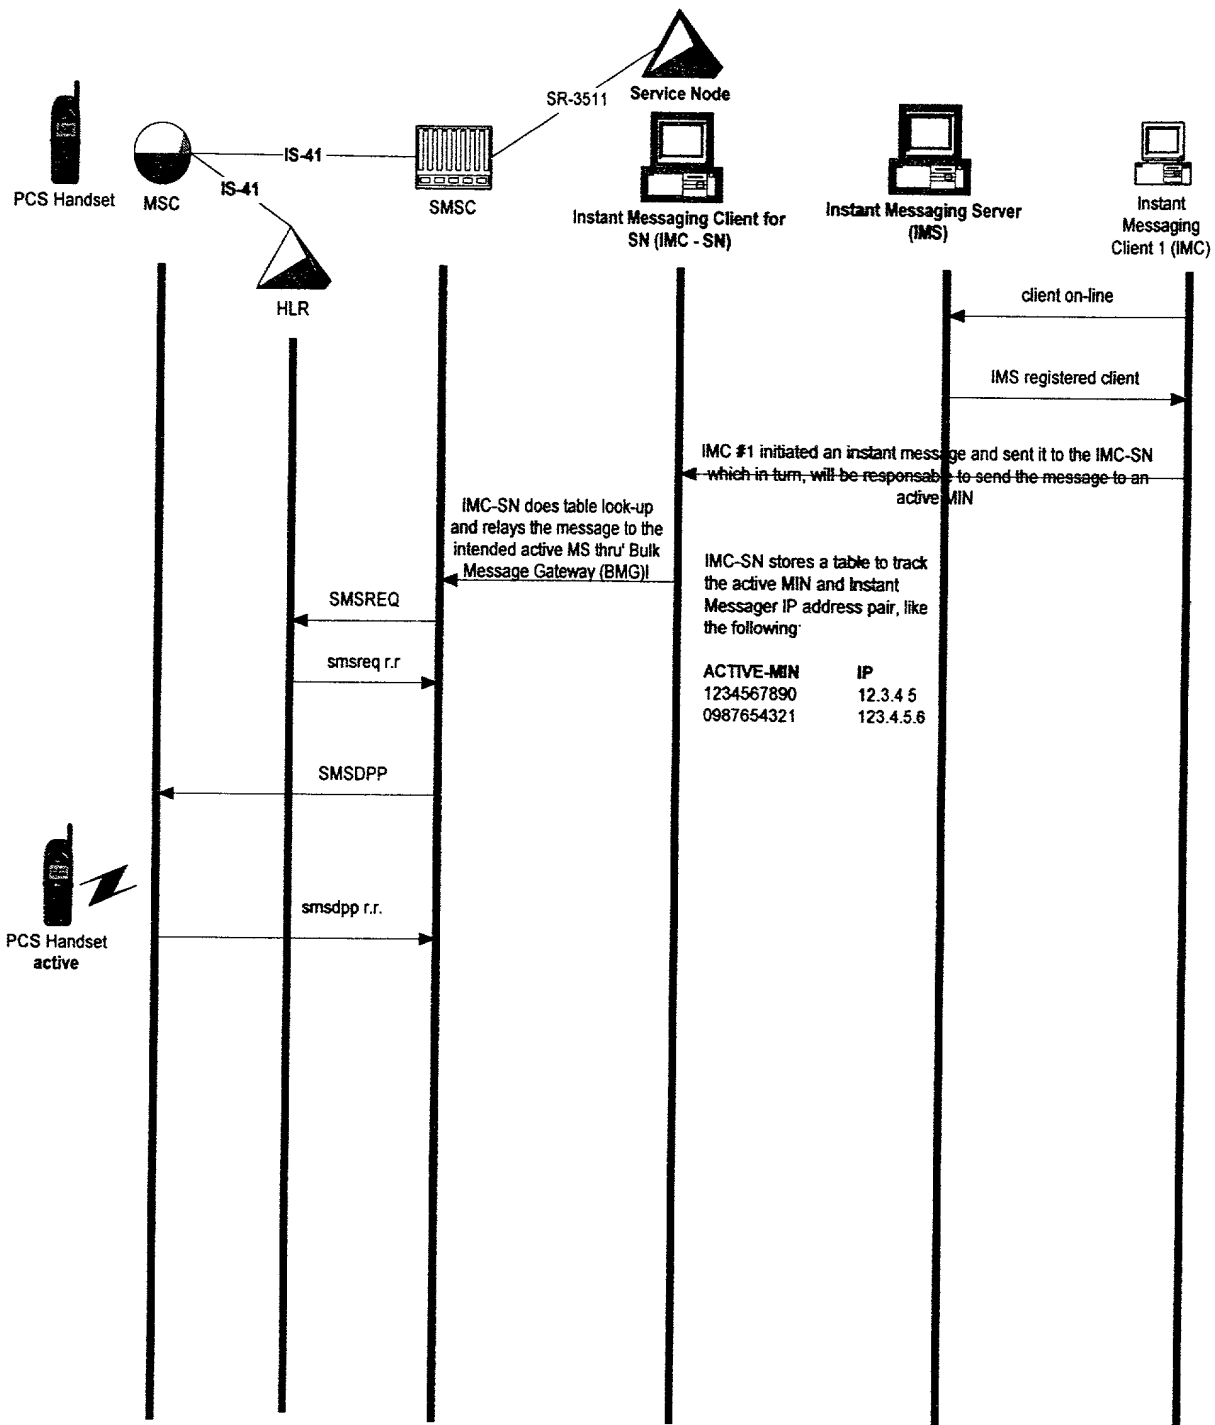 SR-3511
Service Node
IS-41
IS-41
PCS Handset
MSC
SMSC
HLR
Instant Messaging Client for
SN (IMC - SN)
Instant Messaging Server
(IMS)
Instant
Messaging
Client 1 (IMC)
client on-line
IMS registered client
IMC #1 initiated an instant message and sent it to the IMC-SN
which in turn, will be responsable to send the message to an
active MIN
IMC-SN does table look-up
and relays the message to the
intended active MS thru' Bulk
Message Gateway (BMG)l
IMC-SN stores a table to track
the active MIN and Instant
Messager IP address pair, like
the following:
ACTIVE-MIN IP
1234567890 12.3.4 5
0987654321 123.4.5.6
SMSREQ
smsreq r.r
SMSDPP
smsdpp r.r.
PCS Handset
active